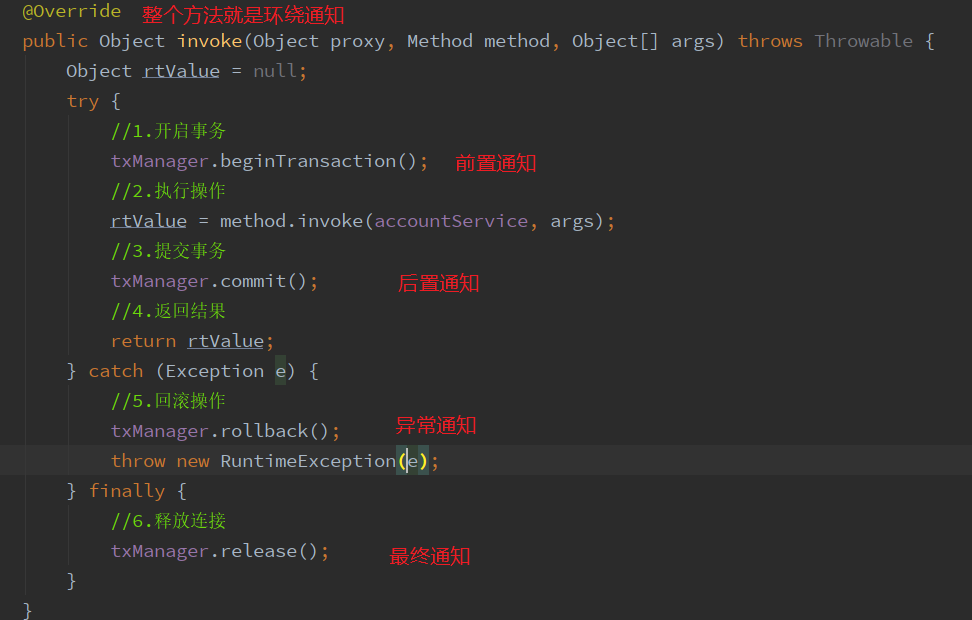 @Override 整个方法就是环绕通知
public Object invoke(Object proxy, Method method, Object[] args) throws Throwable {
Object rtValue = null;
try {
//1.开启事务
txManager.beginTransaction(); 前置通知
//2.执行操作
rtValue = method.invoke(accountService, args);
//3.提交事务
txManager.commit(); 后置通知
//4.返回结果
return rtValue;
} catch (Exception e) {
//5.回滚操作
txManager.rollback(); 异常通知
throw new RuntimeException(e);
} finally {
//6.释放连接
txManager.release(); 最终通知
}
}